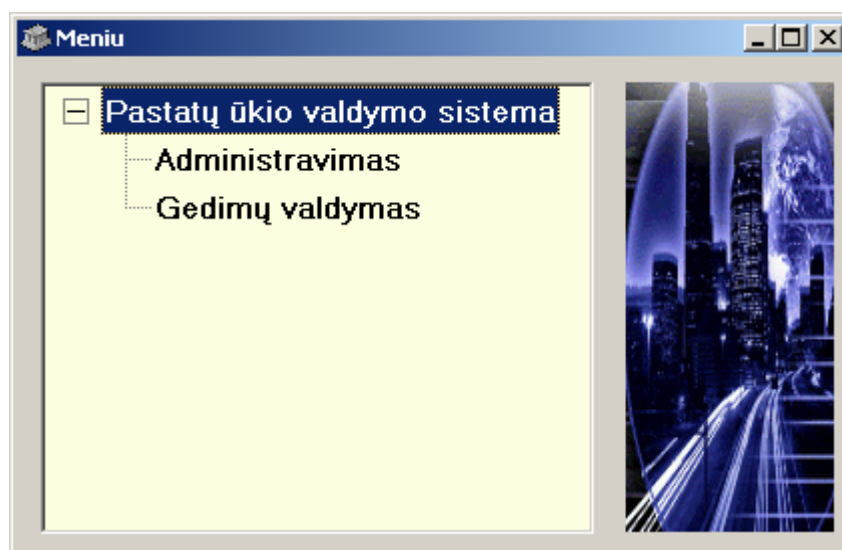 Meniu
Pastatų ūkio valdymo sistema
Administravimas
Gedimų valdymas